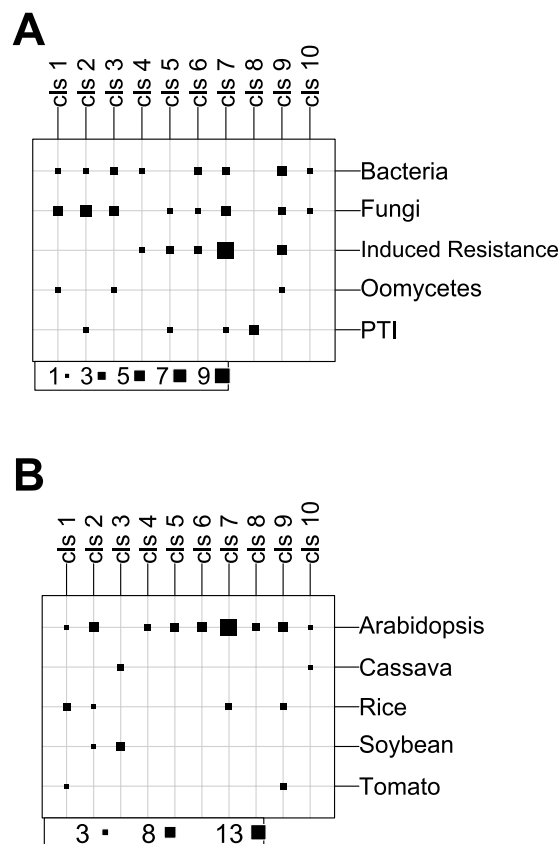 A
cls 1 cls 2 cls 3 cls 4 cls 5 cls 6 cls 7 cls 8 cls 9 cls 10
Bacteria
Fungi
Induced Resistance
Oomycetes
PTI
1 3 5 7 9
B
cls 1 cls 2 cls 3 cls 4 cls 5 cls 6 cls 7 cls 8 cls 9 cls 10
Arabidopsis
Cassava
Rice
Soybean
Tomato
3 8 13